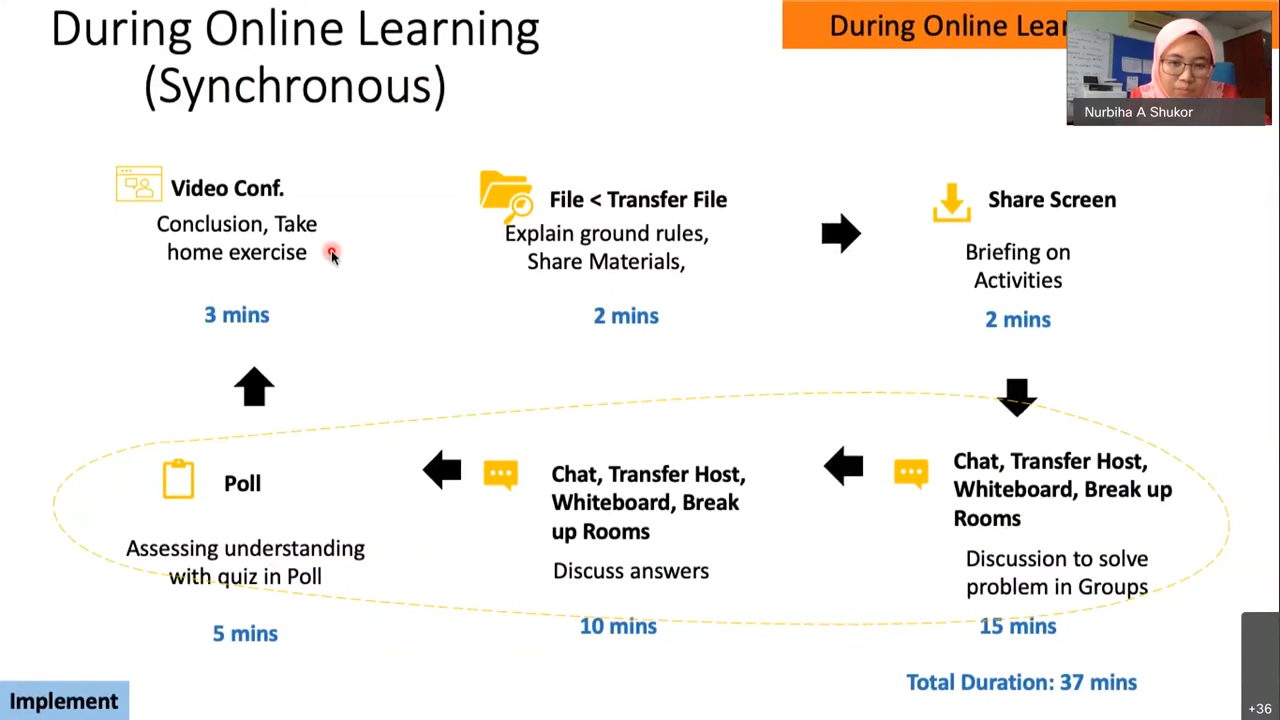 During Online Learning
(Synchronous)
During Online Lear
Nurbiha A Shukor
Video Conf.
Conclusion, Take
home exercise
3 mins
File < Transfer File
Explain ground rules,
Share Materials,
2 mins
Share Screen
Briefing on
Activities
2 mins
Poll
Assessing understanding
with quiz in Poll
5 mins
Chat, Transfer Host,
Whiteboard, Break
up Rooms
Discuss answers
10 mins
Chat, Transfer Host,
Whiteboard, Break up
Rooms
Discussion to solve
problem in Groups
15 mins
Total Duration: 37 mins
Implement
+36